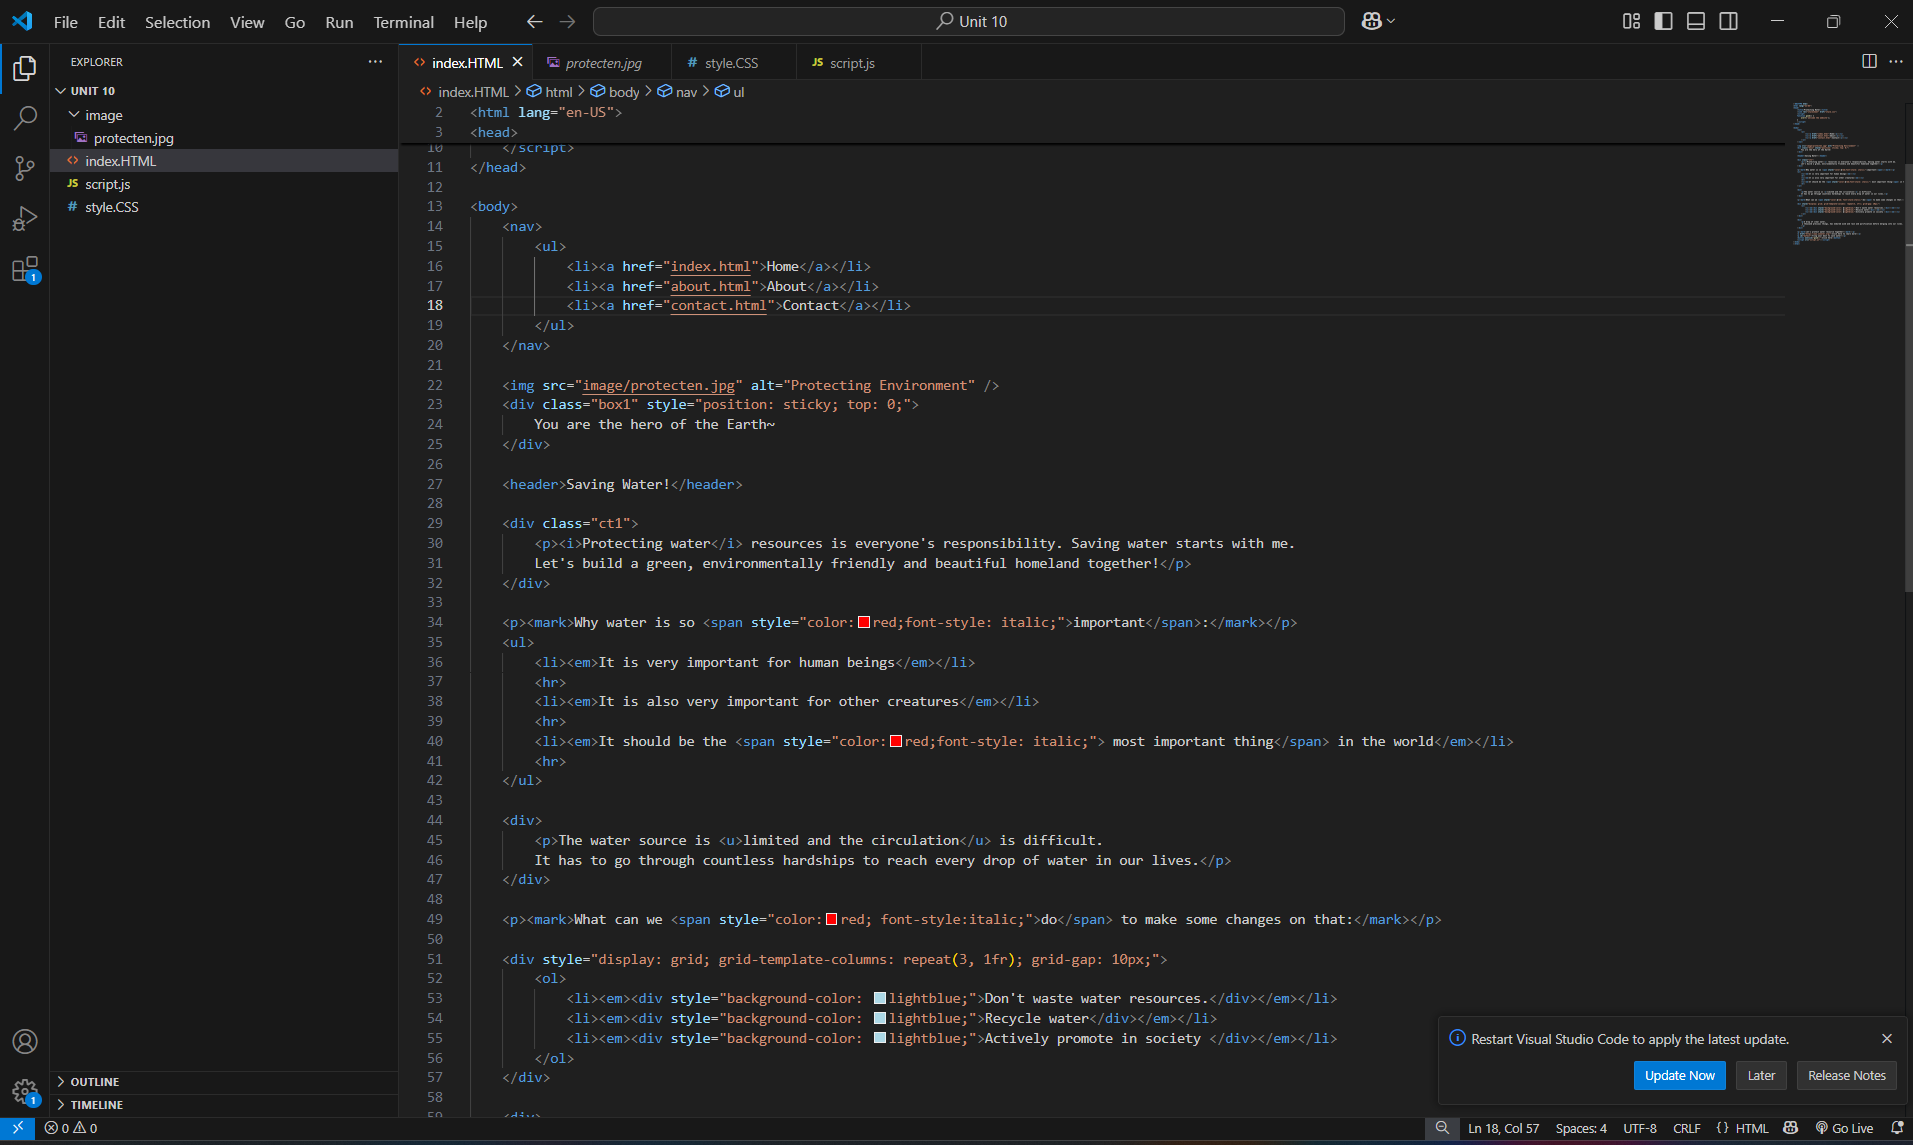 File Edit Selection View Go Run Terminal Help
Unit 10
EXPLORER
UNIT 10
image
protecten.jpg
index.HTML
script.js
style.CSS
OUTLINE
TIMELINE
index.HTML protecten.jpg # style.CSS JS script.js
index.HTML > html > body > nav > ul
2 <html lang="en-US">
3 <head>
10 </script>
11 </head>
12
13 <body>
14 <nav>
15 <ul>
16 <li><a href="index.html">Home</a></li>
17 <li><a href="about.html">About</a></li>
18 <li><a href="contact.html">Contact</a></li>
19 </ul>
20 </nav>
21
22 <img src="image/protecten.jpg" alt="Protecting Environment" />
23 <div class="box1" style="position: sticky; top: 0;">
24 You are the hero of the Earth~
25 </div>
26
27 <header>Saving Water!</header>
28
29 <div class="ct1">
30 <p><i>Protecting water</i> resources is everyone's responsibility. Saving water starts with me.
31 Let's build a green, environmentally friendly and beautiful homeland together!</p>
32 </div>
33
34 <p><mark>Why water is so <span style="color:red;font-style: italic;">important</span>:</mark></p>
35 <ul>
36 <li><em>It is very important for human beings</em></li>
37 <hr>
38 <li><em>It is also very important for other creatures</em></li>
39 <hr>
40 <li><em>It should be the <span style="color:red;font-style: italic;"> most important thing</span> in the world</em></li>
41 <hr>
42 </ul>
43
44 <div>
45 <p>The water source is <u>limited and the circulation</u> is difficult.
46 It has to go through countless hardships to reach every drop of water in our lives.</p>
47 </div>
48
49 <p><mark>What can we <span style="color:red; font-style:italic;">do</span> to make some changes on that:</mark></p>
50
51 <div style="display: grid; grid-template-columns: repeat(3, 1fr); grid-gap: 10px;">
52 <ol>
53 <li><em><div style="background-color: lightblue;">Don't waste water resources.</div></em></li>
54 <li><em><div style="background-color: lightblue;">Recycle water</div></em></li>
55 <li><em><div style="background-color: lightblue;">Actively promote in society </div></em></li>
56 </ol>
57 </div>
58
59 <div>
Restart Visual Studio Code to apply the latest update.
Update Now Later Release Notes
0 0 Ln 18, Col 57 Spaces: 4 UTF-8 CRLF {} HTML Go Live